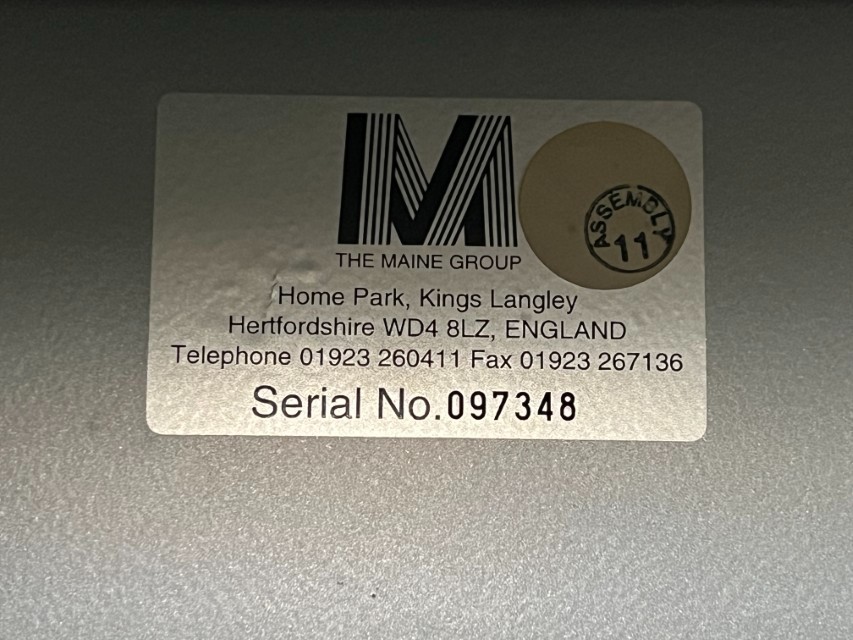 M
THE MAINE GROUP
ASSEMBLY
11
Home Park, Kings Langley
Hertfordshire WD4 8LZ, ENGLAND
Telephone 01923 260411 Fax 01923 267136
Serial No.097348